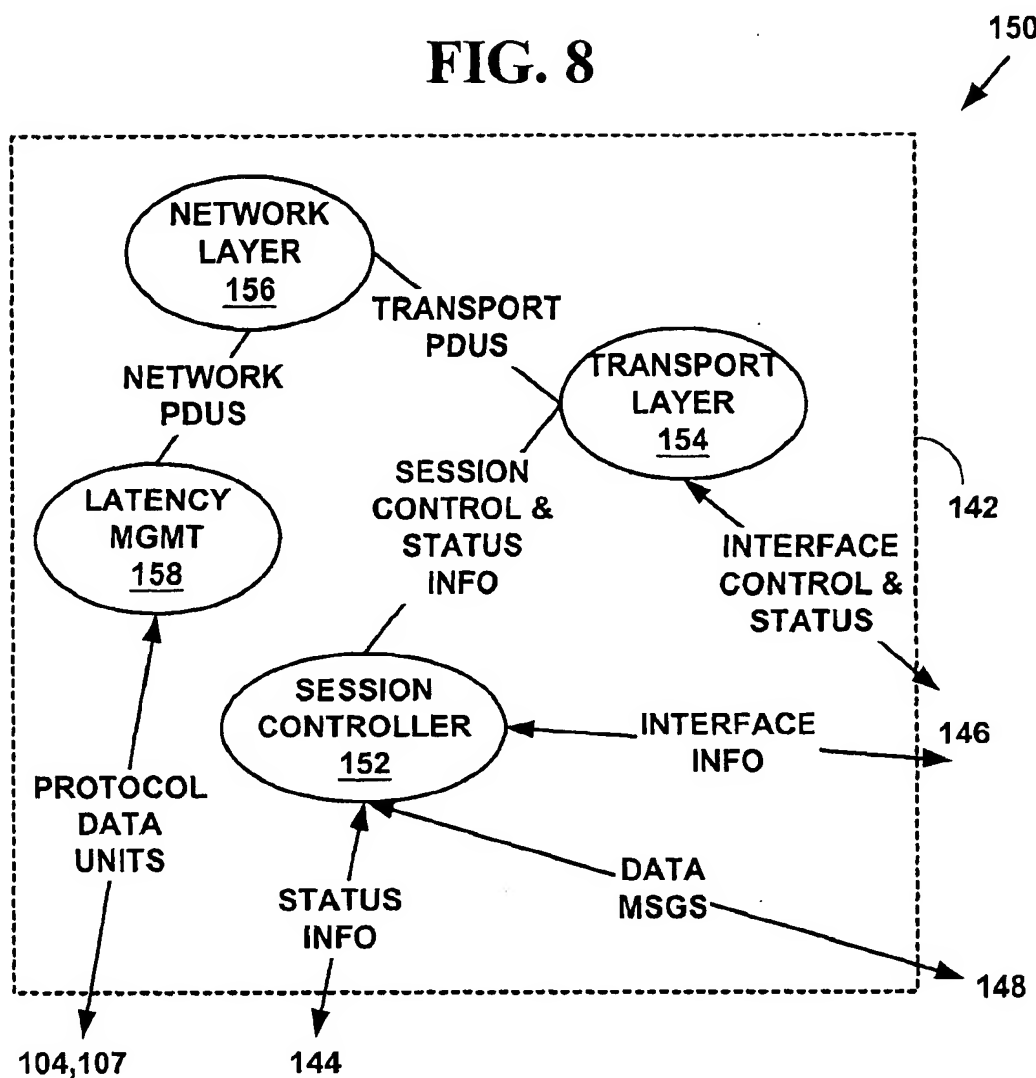 150
FIG. 8
NETWORK
LAYER
156
TRANSPORT
PDUS
NETWORK
PDUS
TRANSPORT
LAYER
154
SESSION
CONTROL &
STATUS
INFO
142
LATENCY
MGMT
158
INTERFACE
CONTROL &
STATUS
SESSION
CONTROLLER
152
INTERFACE
INFO
146
PROTOCOL
DATA
UNITS
STATUS
INFO
DATA
MSGS
148
104,107
144